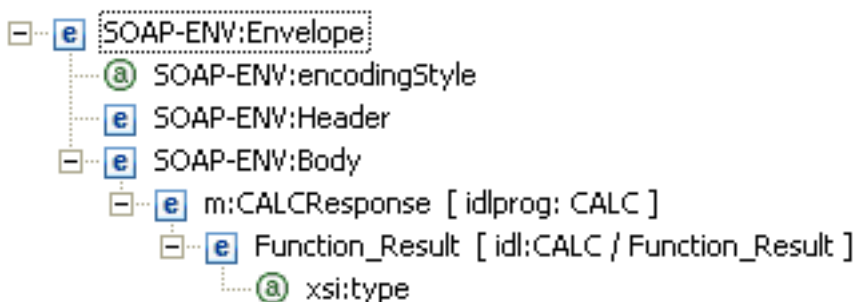 e SOAP-ENV:Envelope
a SOAP-ENV:encodingStyle
e SOAP-ENV:Header
e SOAP-ENV:Body
e m:CALCResponse [ idlprog: CALC ]
e Function_Result [ idl:CALC / Function_Result ]
a xsi:type